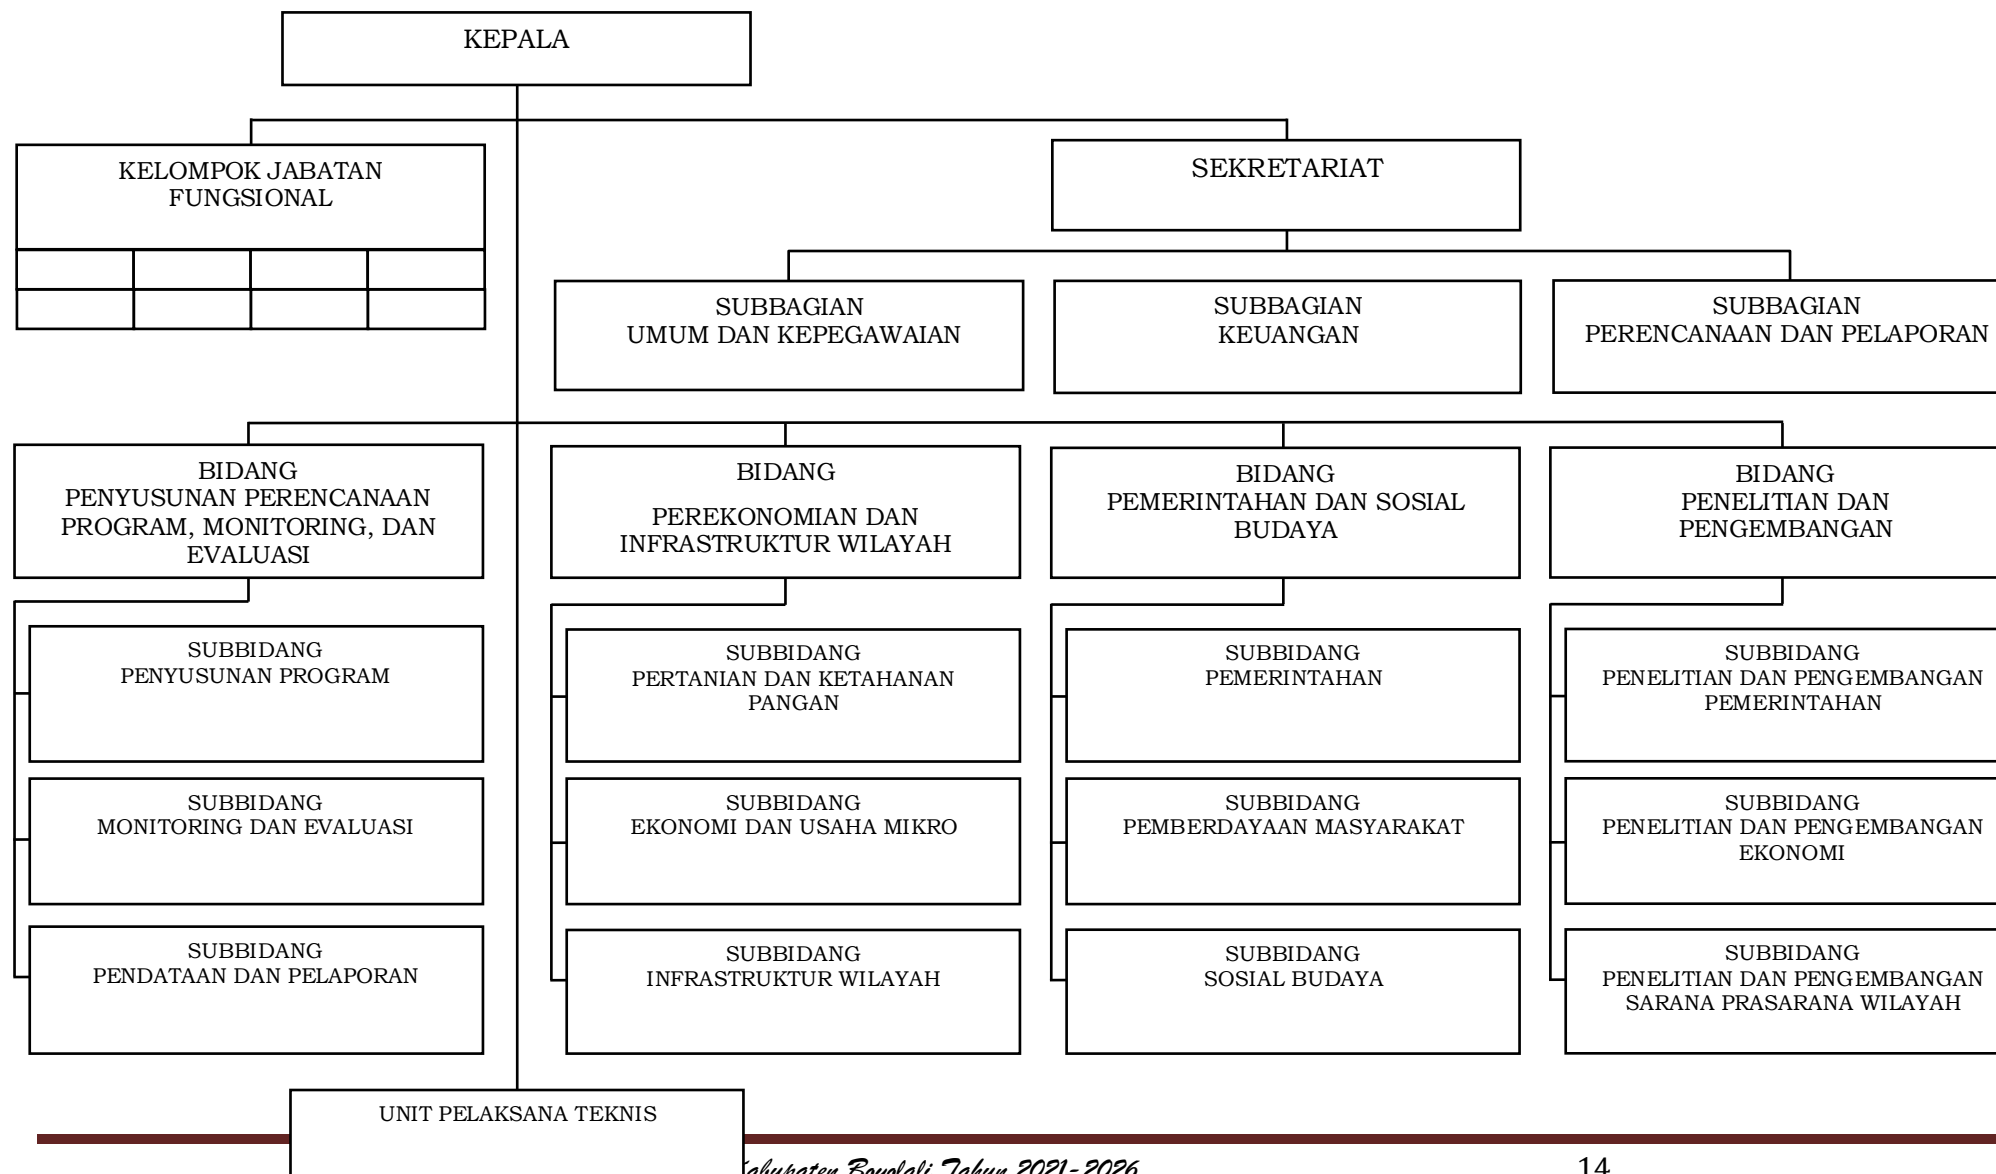 KEPALA
KELOMPOK JABATAN
FUNGSIONAL
SEKRETARIAT
SUBBAGIAN
UMUM DAN KEPEGAWAIAN
SUBBAGIAN
KEUANGAN
SUBBAGIAN
PERENCANAAN DAN PELAPORAN
BIDANG
PENYUSUNAN PERENCANAAN
PROGRAM, MONITORING, DAN
EVALUASI
BIDANG
PEREKONOMIAN DAN
INFRASTRUKTUR WILAYAH
BIDANG
PEMERINTAHAN DAN SOSIAL
BUDAYA
BIDANG
PENELITIAN DAN
PENGEMBANGAN
SUBBIDANG
PENYUSUNAN PROGRAM
SUBBIDANG
PERTANIAN DAN KETAHANAN
PANGAN
SUBBIDANG
PEMERINTAHAN
SUBBIDANG
PENELITIAN DAN PENGEMBANGAN
PEMERINTAHAN
SUBBIDANG
MONITORING DAN EVALUASI
SUBBIDANG
EKONOMI DAN USAHA MIKRO
SUBBIDANG
PEMBERDAYAAN MASYARAKAT
SUBBIDANG
PENELITIAN DAN PENGEMBANGAN
EKONOMI
SUBBIDANG
PENDATAAN DAN PELAPORAN
SUBBIDANG
INFRASTRUKTUR WILAYAH
SUBBIDANG
SOSIAL BUDAYA
SUBBIDANG
PENELITIAN DAN PENGEMBANGAN
SARANA PRASARANA WILAYAH
UNIT PELAKSANA TEKNIS
Kabupaten Boyolali Tahun 2021-2026 14